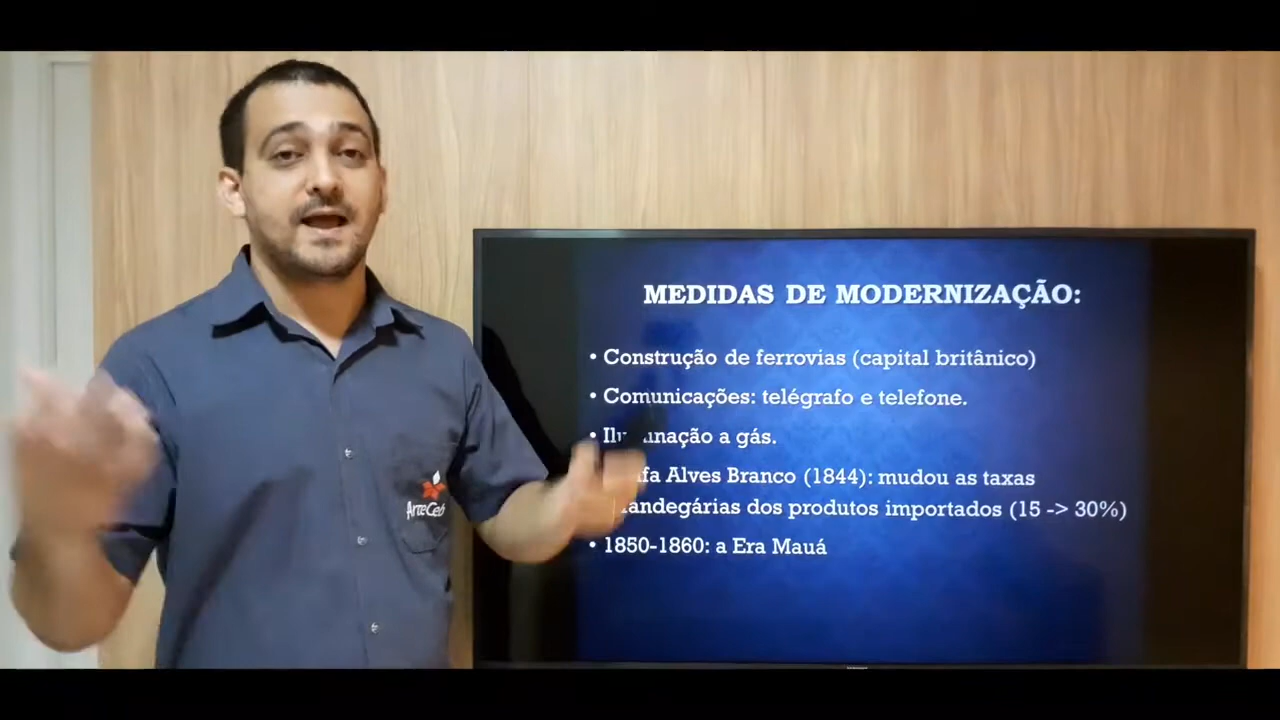 MEDIDAS DE MODERNIZAÇÃO:
• Construção de ferrovias (capital britânico)
• Comunicações: telégrafo e telefone.
• a gás.
Alves Branco (1844): mudou as taxas
dos produtos importados (15 -> 30%)
• 1850-1860: a Era Mauá